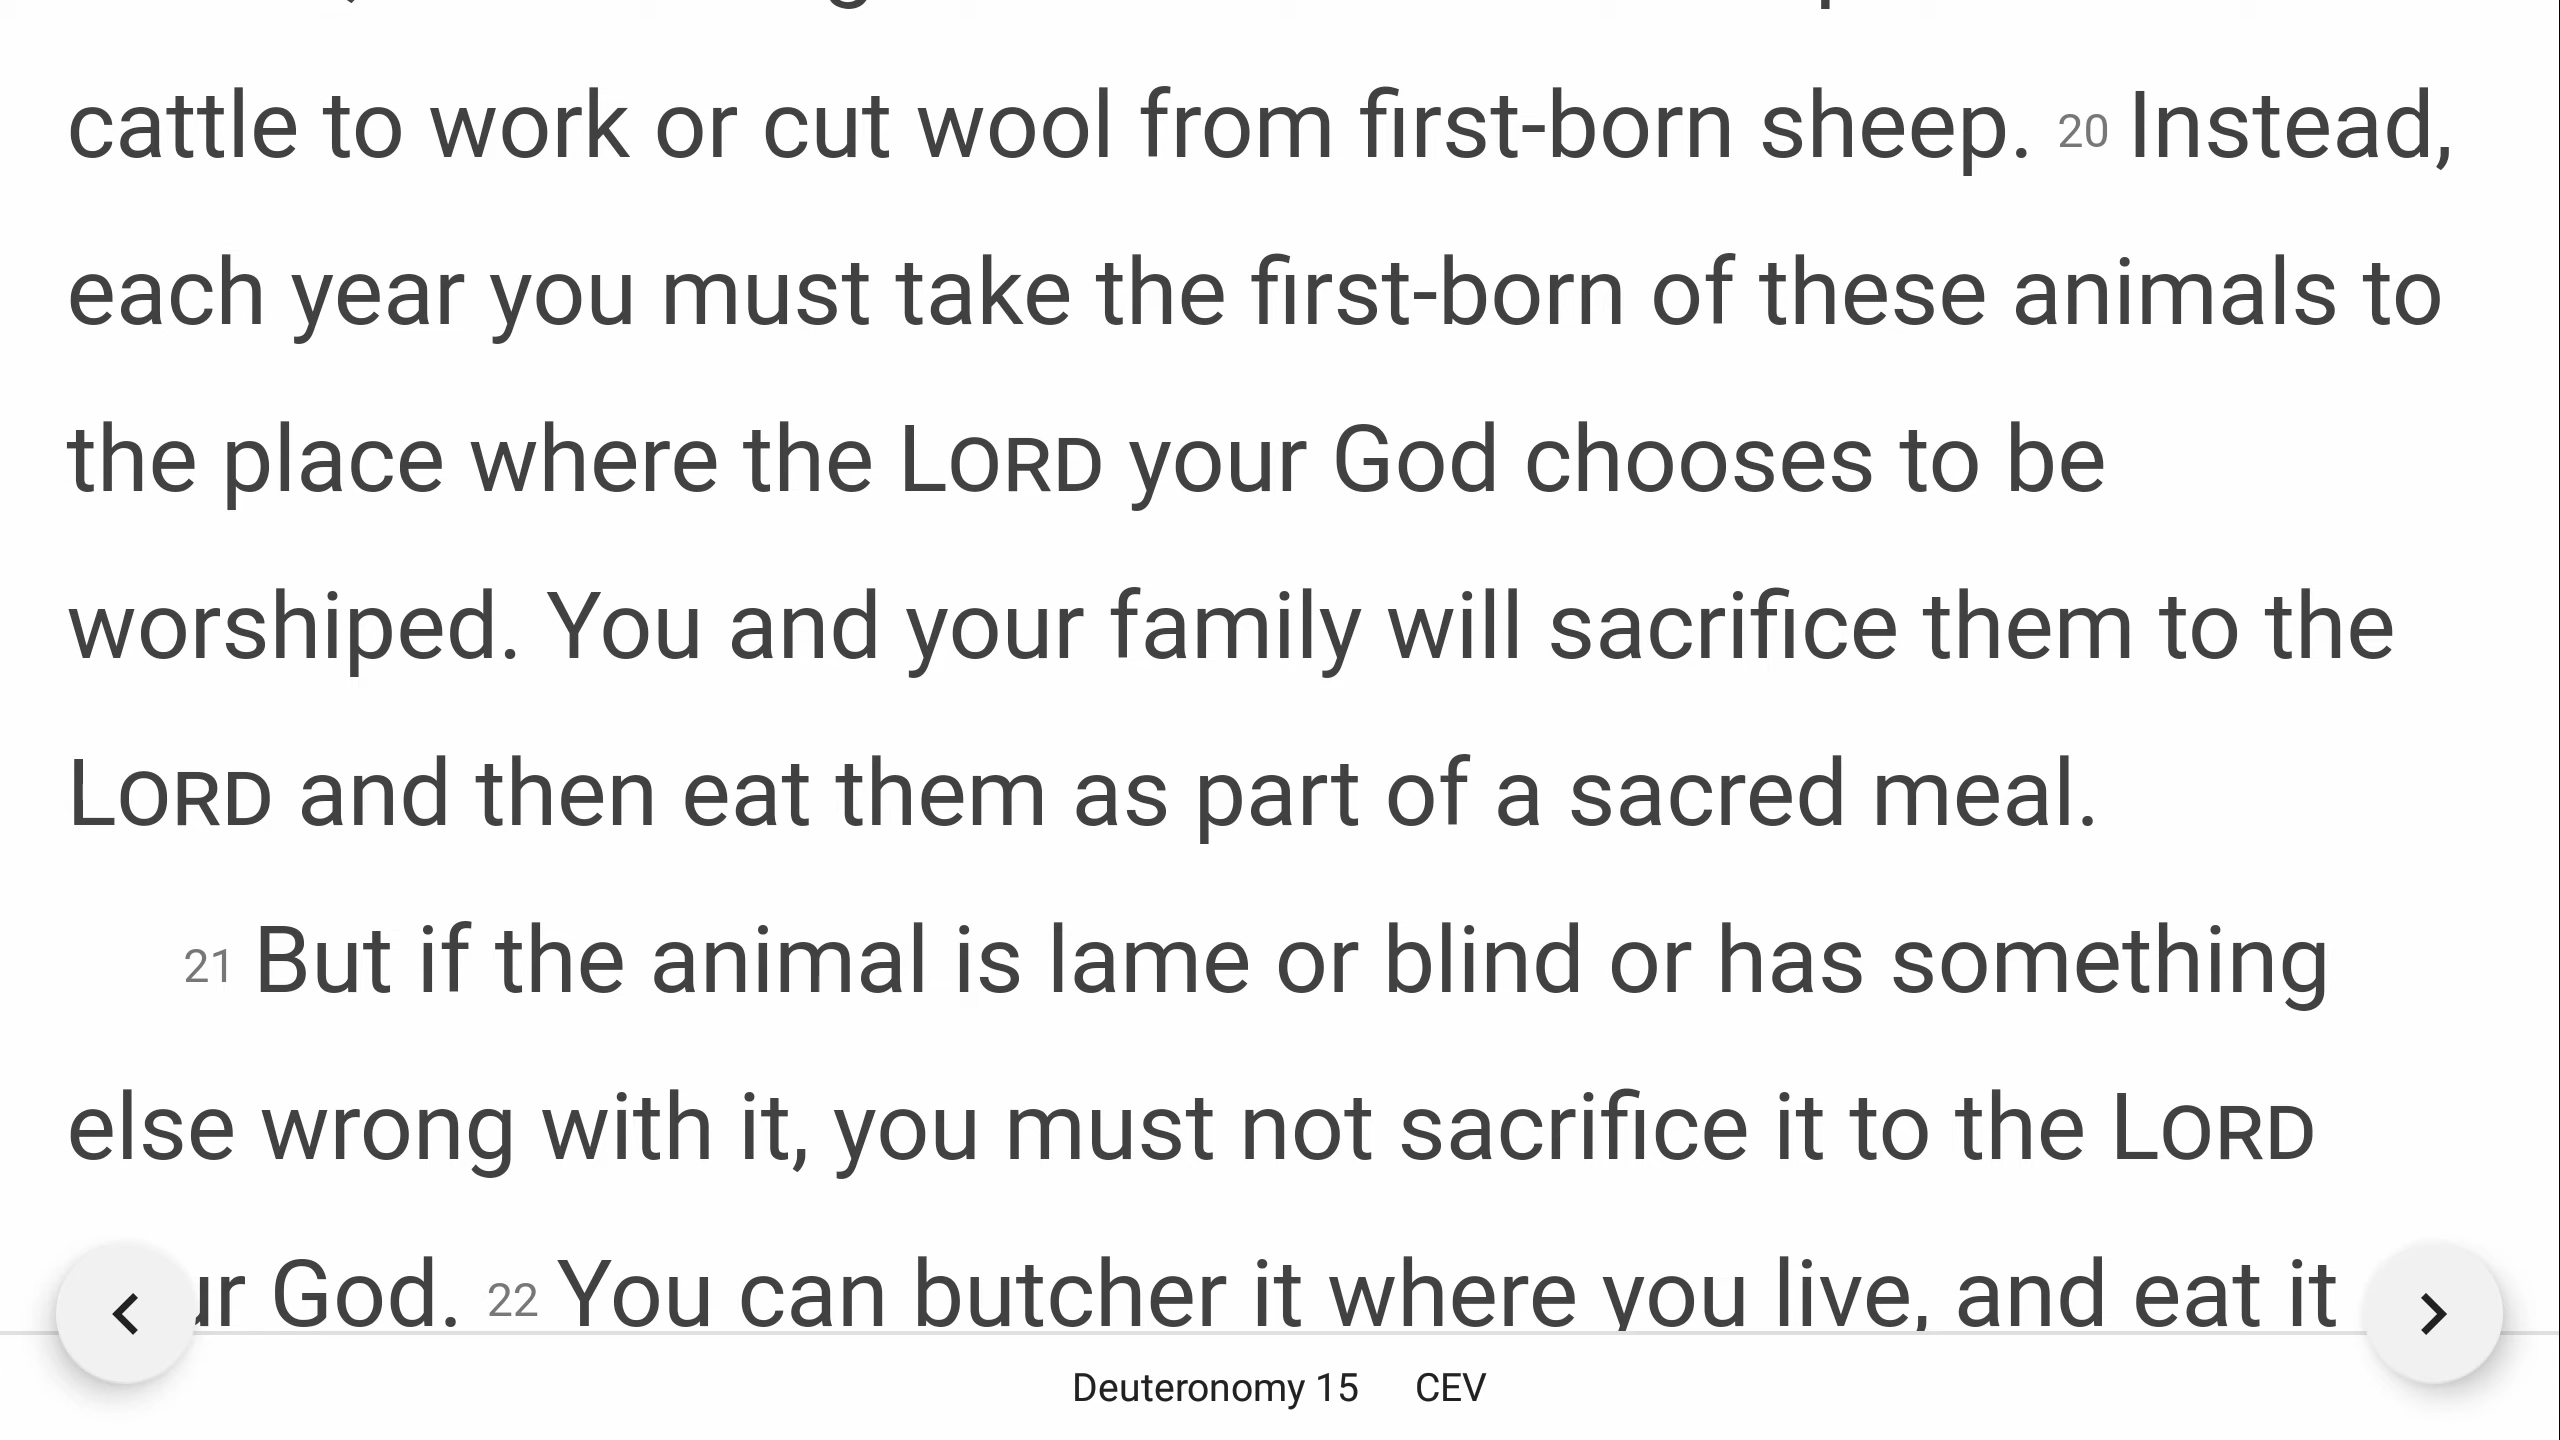 cattle to work or cut wool from first-born sheep. 20 Instead,
each year you must take the first-born of these animals to
the place where the LORD your God chooses to be
worshiped. You and your family will sacrifice them to the
LORD and then eat them as part of a sacred meal.
21 But if the animal is lame or blind or has something
else wrong with it, you must not sacrifice it to the LORD
God. 22 You can butcher it where you live, and eat it
Deuteronomy 15 CEV